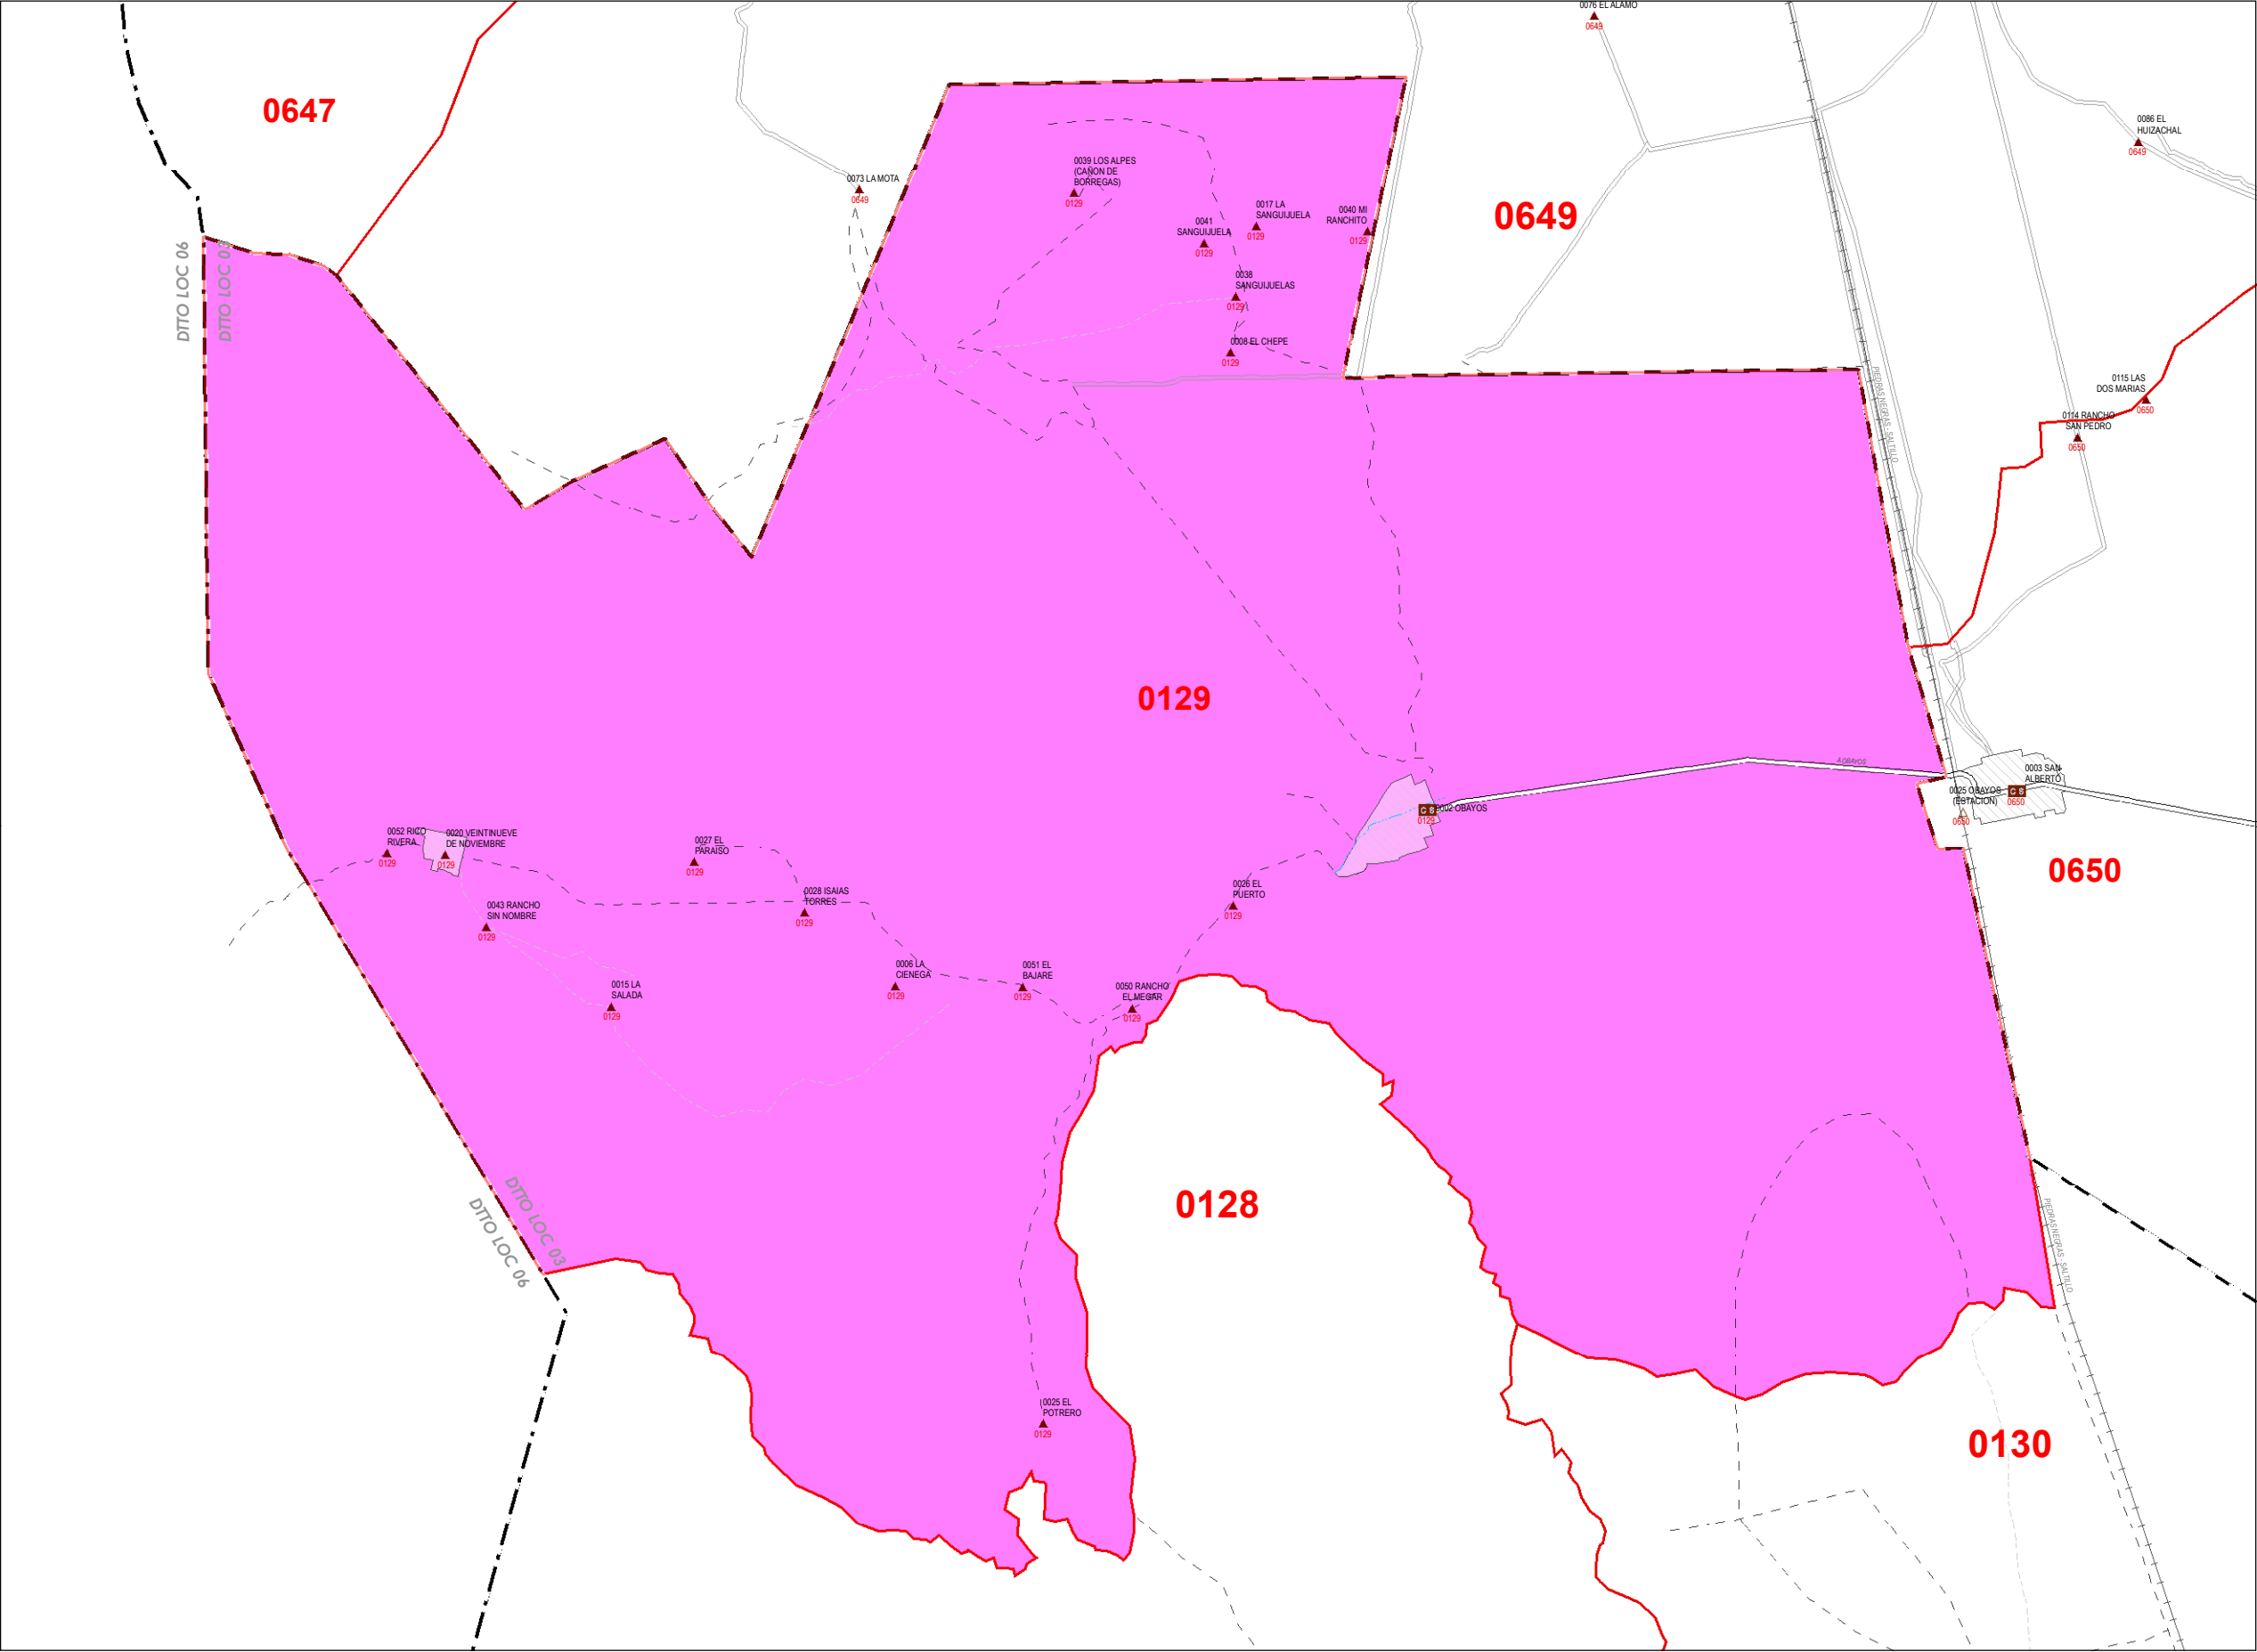 0076 EL ALAMO
0649
0647
0086 EL
HUIZACHAL
0649
0039 LOS ALPES
(CAÑON DE
BORREGAS)
0129
0073 LA MOTA
0649
0017 LA
SANGUIJUELA
0040 MI
RANCHITO
0129
0041
SANGUIJUELA
0129
0649
DTTO LOC 06
DTTO LOC 03
0038
SANGUIJUELAS
0129
0008 EL CHEPE
0129
PIEDRAS NEGRAS - SALTILLO
0115 LAS
DOS MARIAS
0650
0114 RANCHO
SAN PEDRO
0650
0129
A OBAYOS
0003 SAN
ALBERTO
C S
0650
0025 OBAYOS
(ESTACION)
0650
C S
0002 OBAYOS
0129
0650
0052 RICO
RIVERA
0129
0020 VEINTINUEVE
DE NOVIEMBRE
0129
0027 EL
PARAISO
0129
0028 ISAIAS
TORRES
0129
0026 EL
PUERTO
0129
0043 RANCHO
SIN NOMBRE
0129
0006 LA
CIENEGA
0129
0051 EL
BAJARE
0129
0015 LA
SALADA
0129
0050 RANCHO
EL MEGAR
0129
DTTO LOC 03
DTTO LOC 06
0128
PIEDRAS NEGRAS - SALTILLO
0025 EL
POTRERO
0129
0130